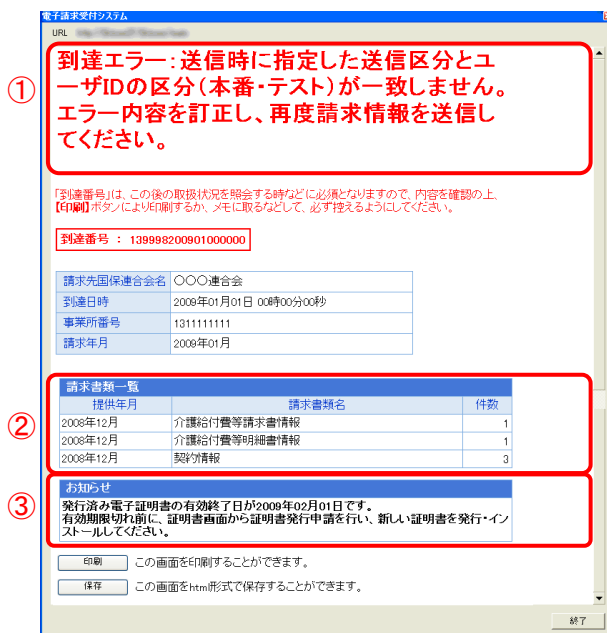 電子請求受付システム
URL
①
到達エラー：送信時に指定した送信区分とユ
ーザIDの区分（本番・テスト）が一致しません。
エラー内容を訂正し、再度請求情報を送信し
てください。
「到達番号」は、この後の取扱状況を照会する時などに必須となりますので、内容を確認の上、
【印刷】ボタンにより印刷するか、メモに取るなどして、必ず控えるようにしてください。
到達番号 ： 139998200901000000
請求先国保連合会名 〇〇〇連合会
到達日時 2009年01月01日 00時00分00秒
事業所番号 1311111111
請求年月 2009年01月
②
請求書類一覧
提供年月 請求書類名 件数
2008年12月 介護給付費等請求書情報 1
2008年12月 介護給付費等明細書情報 1
2008年12月 契約情報 3
③
お知らせ
発行済み電子証明書の有効終了日が2009年02月01日です。
有効期限切れ前に、証明書画面から証明書発行申請を行い、新しい証明書を発行・イン
ストールしてください。
印刷 この画面を印刷することができます。
保存 この画面をhtml形式で保存することができます。
終了